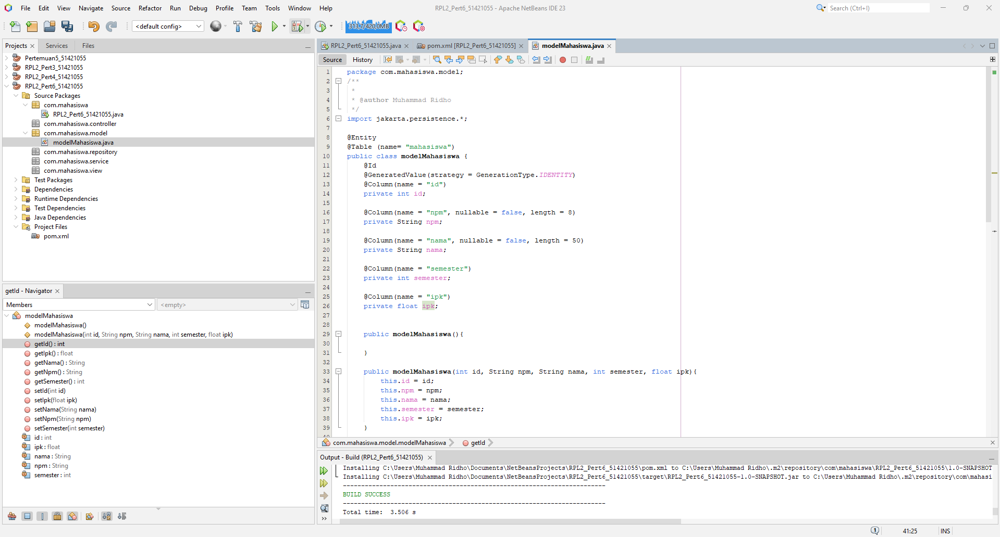 File Edit View Navigate Source Refactor Run Debug Profile Team Tools Window Help
RPL2_Pert6_51421055 - Apache NetBeans IDE 23
Search (Ctrl+I)
<default config>
313,7/420,0MB
Projects Services Files
Pertemuan5_51421055
RPL2_Pert3_51421055
RPL2_Pert4_51421055
RPL2_Pert6_51421055
Source Packages
com.mahasiswa
RPL2_Pert6_51421055.java
com.mahasiswa.controller
com.mahasiswa.model
modelMahasiswa.java
com.mahasiswa.repository
com.mahasiswa.service
com.mahasiswa.view
Test Packages
Dependencies
Runtime Dependencies
Test Dependencies
Java Dependencies
Project Files
pom.xml
getId - Navigator
Members
<empty>
modelMahasiswa
modelMahasiswa()
modelMahasiswa(int id, String npm, String nama, int semester, float ipk)
getId() : int
getIpk() : float
getNama() : String
getNpm() : String
getSemester() : int
setId(int id)
setIpk(float ipk)
setNama(String nama)
setNpm(String npm)
setSemester(int semester)
id : int
ipk : float
nama : String
npm : String
semester : int
RPL2_Pert6_51421055.java pom.xml [RPL2_Pert6_51421055] modelMahasiswa.java
Source History
1 package com.mahasiswa.model;
2 /**
3 *
4 * @author Muhammad Ridho
5 */
6 import jakarta.persistence.*;
7
8 @Entity
9 @Table (name= "mahasiswa")
10 public class modelMahasiswa {
11 @Id
12 @GeneratedValue(strategy = GenerationType.IDENTITY)
13 @Column(name = "id")
14 private int id;
15
16 @Column(name = "npm", nullable = false, length = 8)
17 private String npm;
18
19 @Column(name = "nama", nullable = false, length = 50)
20 private String nama;
21
22 @Column(name = "semester")
23 private int semester;
24
25 @Column(name = "ipk")
26 private float ipk;
27
28
29 public modelMahasiswa(){
30
31 }
32
33 public modelMahasiswa(int id, String npm, String nama, int semester, float ipk){
34 this.id = id;
35 this.npm = npm;
36 this.nama = nama;
37 this.semester = semester;
38 this.ipk = ipk;
39 }
40
com.mahasiswa.model.modelMahasiswa getId
Output - Build (RPL2_Pert6_51421055)
Installing C:\Users\Muhammad Ridho\Documents\NetBeansProjects\RPL2_Pert6_51421055\pom.xml to C:\Users\Muhammad Ridho\.m2\repository\com\mahasiswa\RPL2_Pert6_51421055\1.0-SNAPSHOT
Installing C:\Users\Muhammad Ridho\Documents\NetBeansProjects\RPL2_Pert6_51421055\target\RPL2_Pert6_51421055-1.0-SNAPSHOT.jar to C:\Users\Muhammad Ridho\.m2\repository\com\mahasi
------------------------------------------------------------------------
BUILD SUCCESS
------------------------------------------------------------------------
Total time: 3.506 s
1 41:25 INS